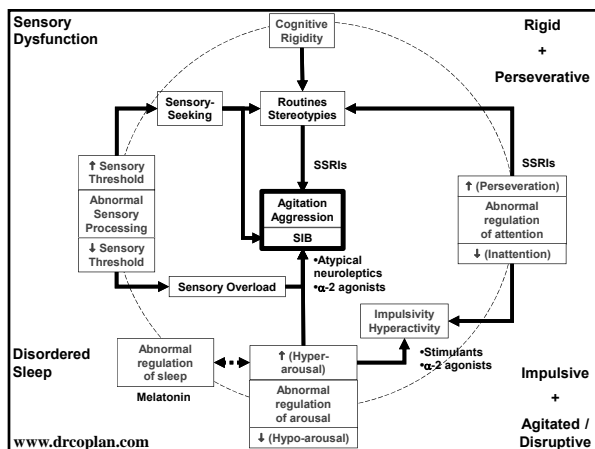 Sensory
Dysfunction
Cognitive
Rigidity
Rigid
+
Perseverative
Sensory-
Seeking
Routines
Stereotypies
SSRIs
SSRIs
↑ Sensory
Threshold
Abnormal
Sensory
Processing
↓ Sensory
Threshold
Agitation
Aggression
SIB
↑ (Perseveration)
Abnormal
regulation
of attention
↓ (Inattention)
•Atypical
neuroleptics
•α-2 agonists
Sensory Overload
Impulsivity
Hyperactivity
Disordered
Sleep
Abnormal
regulation
of sleep
Melatonin
↑ (Hyper-
arousal)
Abnormal
regulation
of arousal
↓ (Hypo-arousal)
•Stimulants
•α-2 agonists
Impulsive
+
Agitated /
Disruptive
www.drcoplan.com